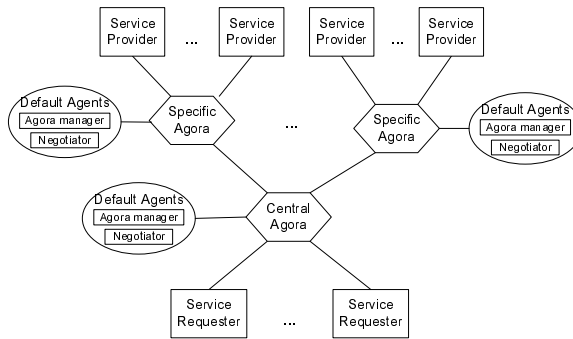 Service
Provider
...
Service
Provider
Service
Provider
...
Service
Provider
Default Agents
Agora manager
Negotiator
Specific
Agora
...
Specific
Agora
Default Agents
Agora manager
Negotiator
Default Agents
Agora manager
Negotiator
Central
Agora
Service
Requester
...
Service
Requester